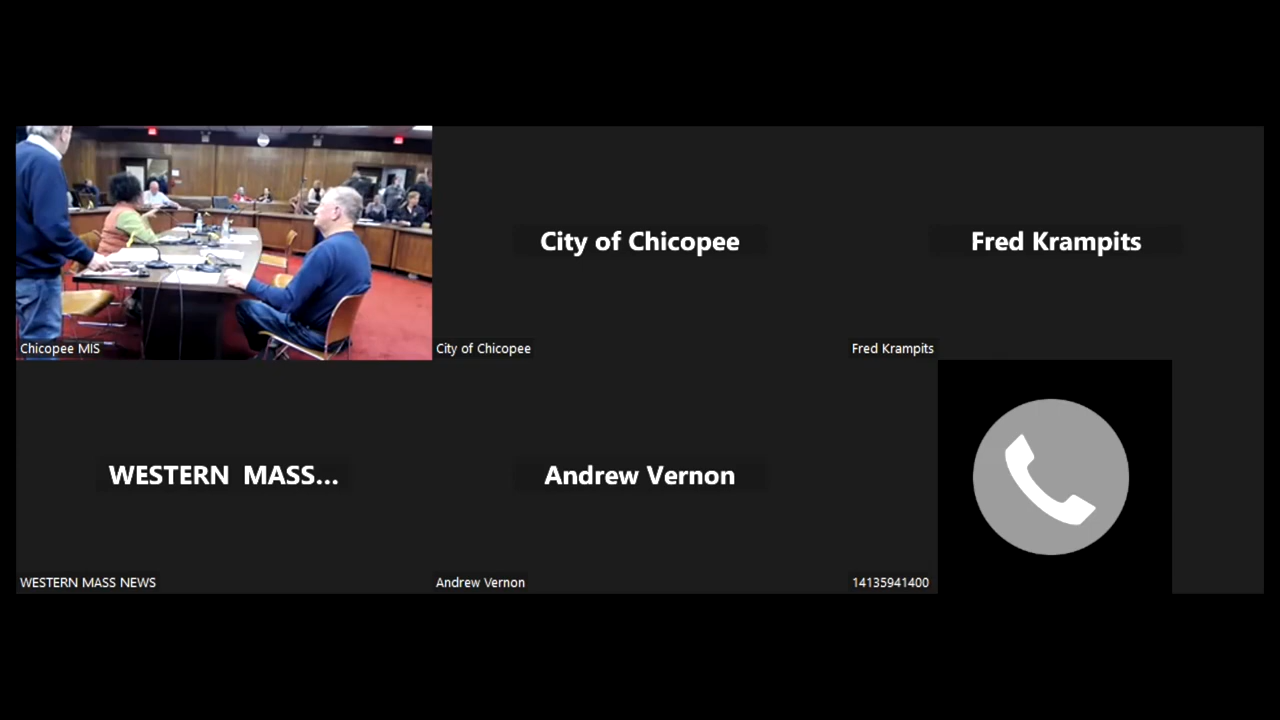 City of Chicopee
Fred Krampits
Chicopee MIS
City of Chicopee
Fred Krampits
WESTERN MASS...
Andrew Vernon
WESTERN MASS NEWS
Andrew Vernon
14135941400